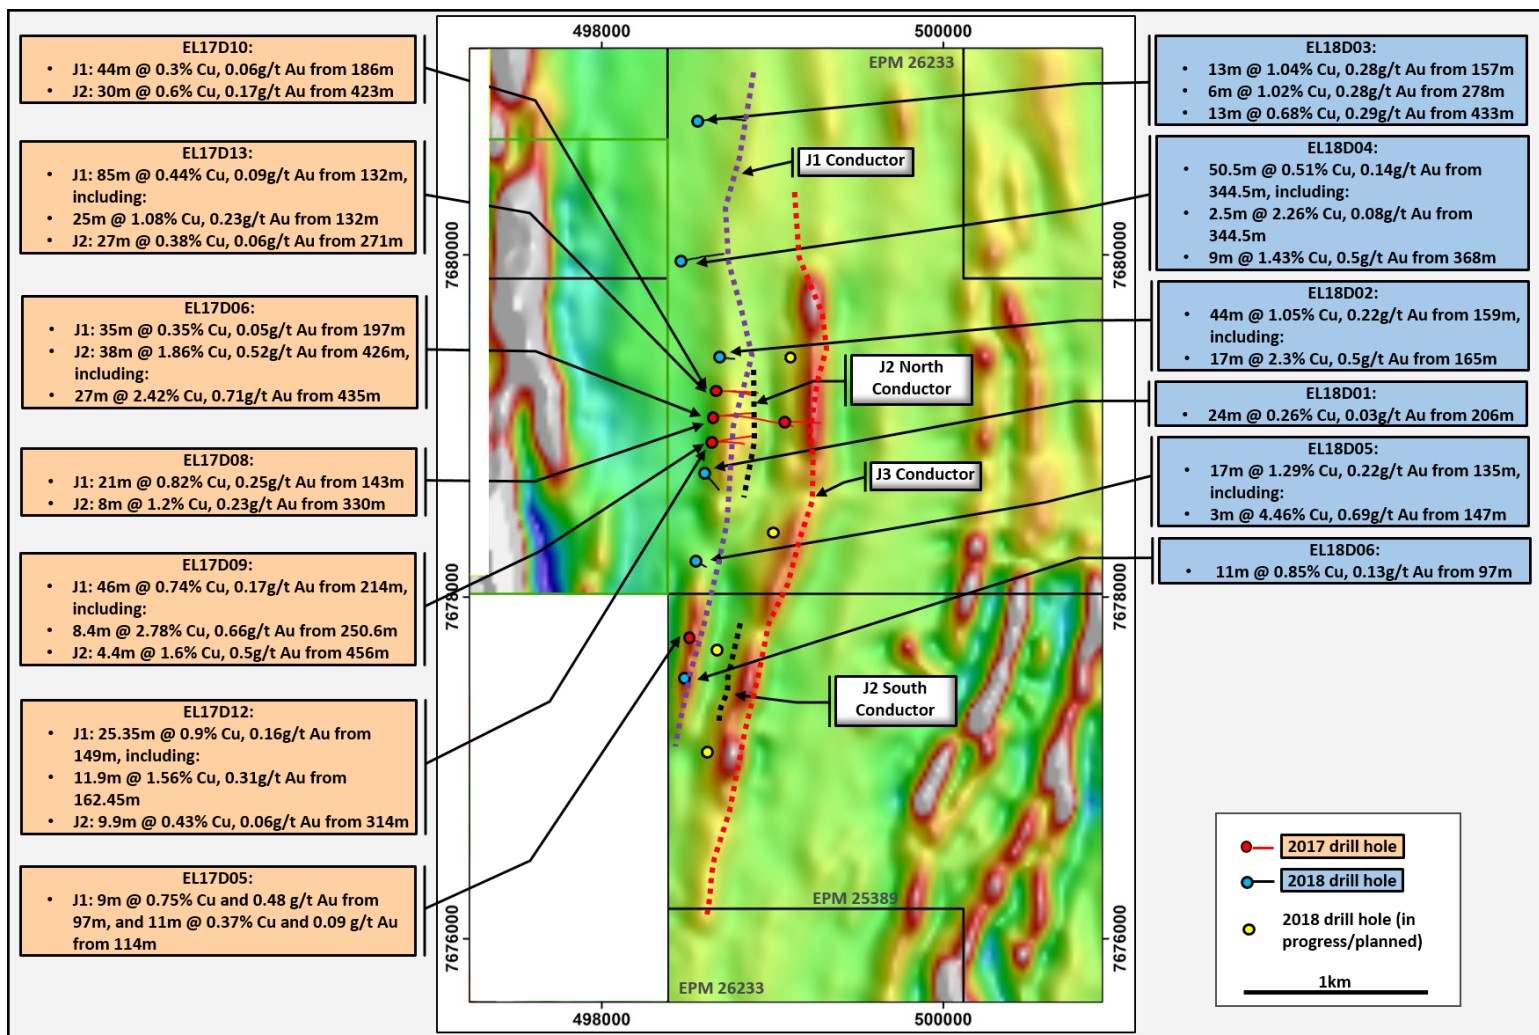 EL17D10:
• J1: 44m @ 0.3% Cu, 0.06g/t Au from 186m
• J2: 30m @ 0.6% Cu, 0.17g/t Au from 423m
EL17D13:
• J1: 85m @ 0.44% Cu, 0.09g/t Au from 132m,
including:
• 25m @ 1.08% Cu, 0.23g/t Au from 132m
• J2: 27m @ 0.38% Cu, 0.06g/t Au from 271m
EL17D06:
• J1: 35m @ 0.35% Cu, 0.05g/t Au from 197m
• J2: 38m @ 1.86% Cu, 0.52g/t Au from 426m,
including:
• 27m @ 2.42% Cu, 0.71g/t Au from 435m
EL17D08:
• J1: 21m @ 0.82% Cu, 0.25g/t Au from 143m
• J2: 8m @ 1.2% Cu, 0.23g/t Au from 330m
EL17D09:
• J1: 46m @ 0.74% Cu, 0.17g/t Au from 214m,
including:
• 8.4m @ 2.78% Cu, 0.66g/t Au from 250.6m
• J2: 4.4m @ 1.6% Cu, 0.5g/t Au from 456m
EL17D12:
• J1: 25.35m @ 0.9% Cu, 0.16g/t Au from
149m, including:
• 11.9m @ 1.56% Cu, 0.31g/t Au from
162.45m
• J2: 9.9m @ 0.43% Cu, 0.06g/t Au from 314m
EL17D05:
• J1: 9m @ 0.75% Cu and 0.48 g/t Au from
97m, and 11m @ 0.37% Cu and 0.09 g/t Au
from 114m
498000
500000
EPM 26233
J1 Conductor
7680000
7680000
J2 North
Conductor
J3 Conductor
7678000
7678000
J2 South
Conductor
EPM 25389
7676000
7676000
EPM 26233
498000
500000
EL18D03:
• 13m @ 1.04% Cu, 0.28g/t Au from 157m
• 6m @ 1.02% Cu, 0.28g/t Au from 278m
• 13m @ 0.68% Cu, 0.29g/t Au from 433m
EL18D04:
• 50.5m @ 0.51% Cu, 0.14g/t Au from
344.5m, including:
• 2.5m @ 2.26% Cu, 0.08g/t Au from
344.5m
• 9m @ 1.43% Cu, 0.5g/t Au from 368m
EL18D02:
• 44m @ 1.05% Cu, 0.22g/t Au from 159m,
including:
• 17m @ 2.3% Cu, 0.5g/t Au from 165m
EL18D01:
• 24m @ 0.26% Cu, 0.03g/t Au from 206m
EL18D05:
• 17m @ 1.29% Cu, 0.22g/t Au from 135m,
including:
• 3m @ 4.46% Cu, 0.69g/t Au from 147m
EL18D06:
• 11m @ 0.85% Cu, 0.13g/t Au from 97m
2017 drill hole
2018 drill hole
2018 drill hole (in
progress/planned)
1km